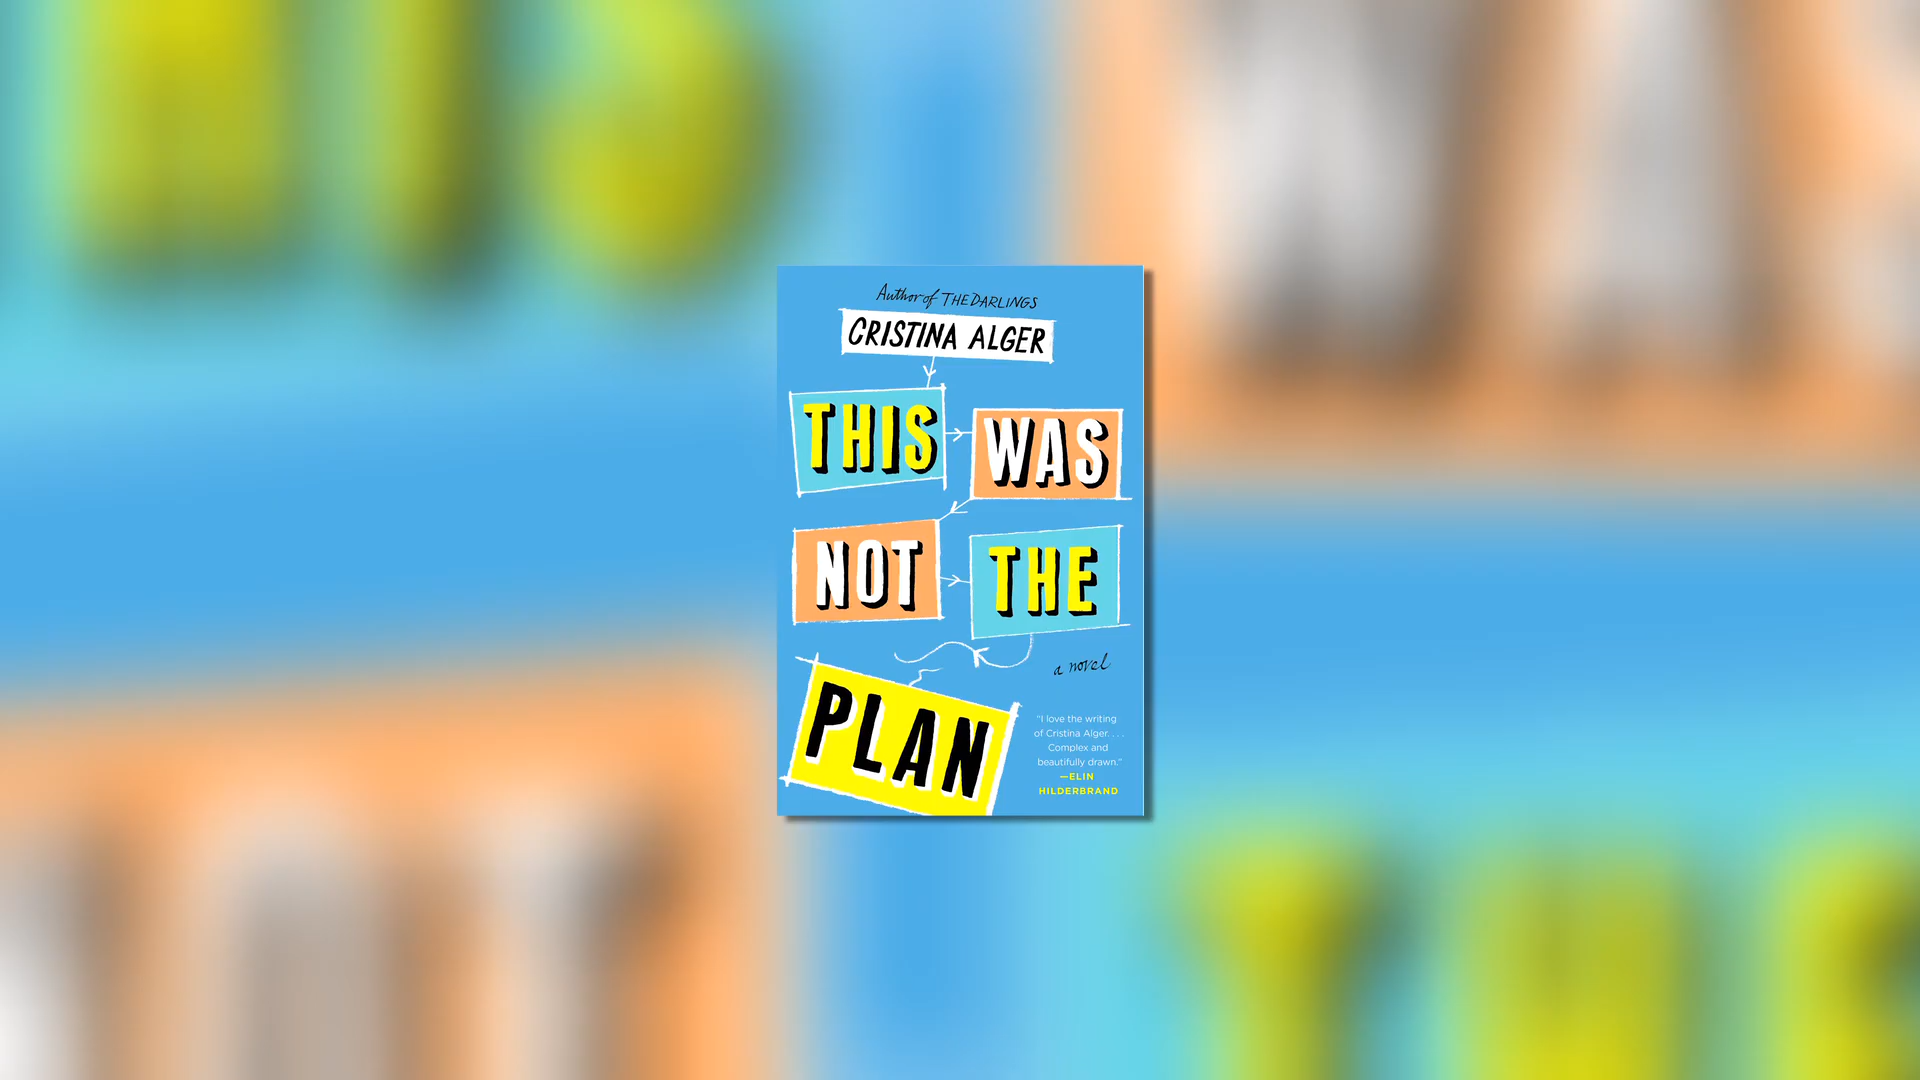 Author of THE DARLINGS
CRISTINA ALGER
THIS
WAS
NOT
THE
a novel
PLAN
"I love the writing
of Cristina Alger. . . .
Complex and
beautifully drawn."
—ELIN
HILDERBRAND